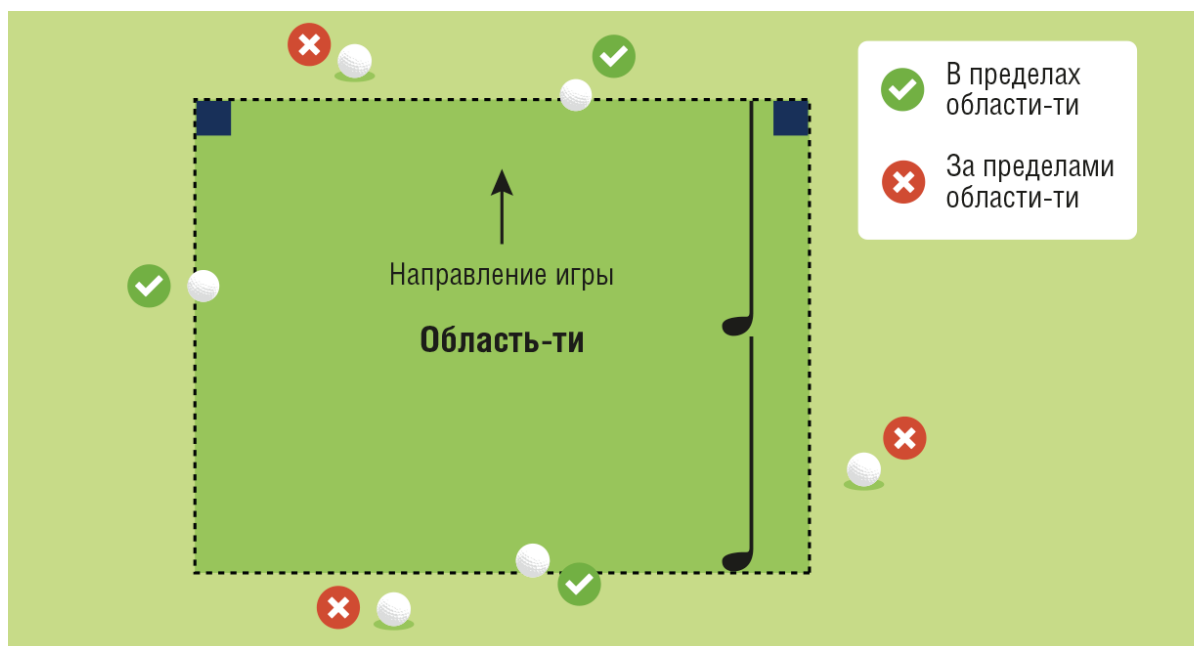 В пределах
области-ти
За пределами
области-ти
Направление игры
Область-ти